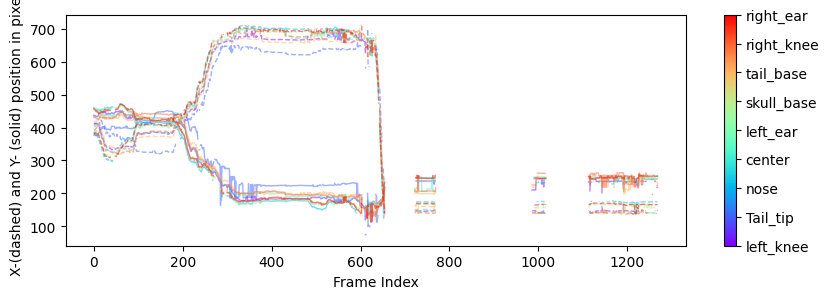 X-(dashed) and Y- (solid) position in pixe
700
600
500
400
300
200
100
0
200
400
600
800
1000
1200
Frame Index
right_ear
right_knee
tail_base
skull_base
left_ear
center
nose
Tail_tip
left_knee